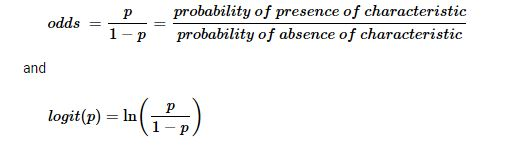 odds = p / 1 − p = probability of presence of characteristic / probability of absence of characteristic
and
logit(p) = ln(p / 1 − p)